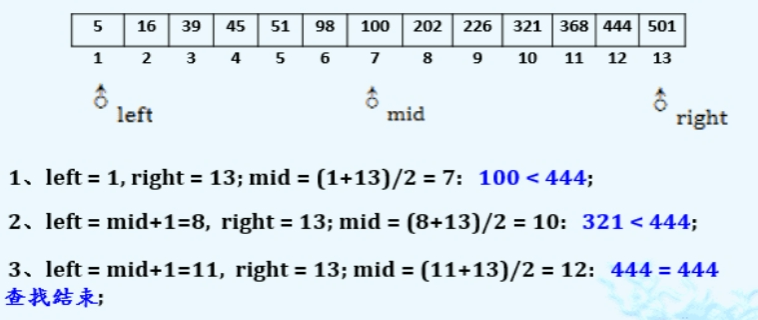 5 16 39 45 51 98 100 202 226 321 368 444 501
1 2 3 4 5 6 7 8 9 10 11 12 13
left mid right
1、left = 1, right = 13; mid = (1+13)/2 = 7: 100 < 444;
2、left = mid+1=8, right = 13; mid = (8+13)/2 = 10: 321 < 444;
3、left = mid+1=11, right = 13; mid = (11+13)/2 = 12: 444 = 444
查找结束;